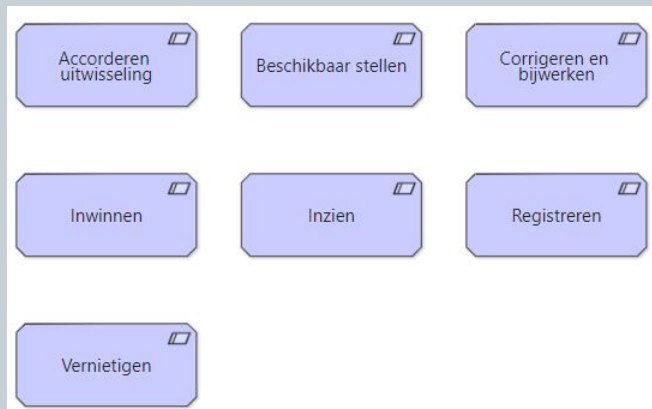 Accorderen
uitwisseling
Beschikbaar stellen
Corrigeren en
bijwerken
Inwinnen
Inzien
Registreren
Vernietigen